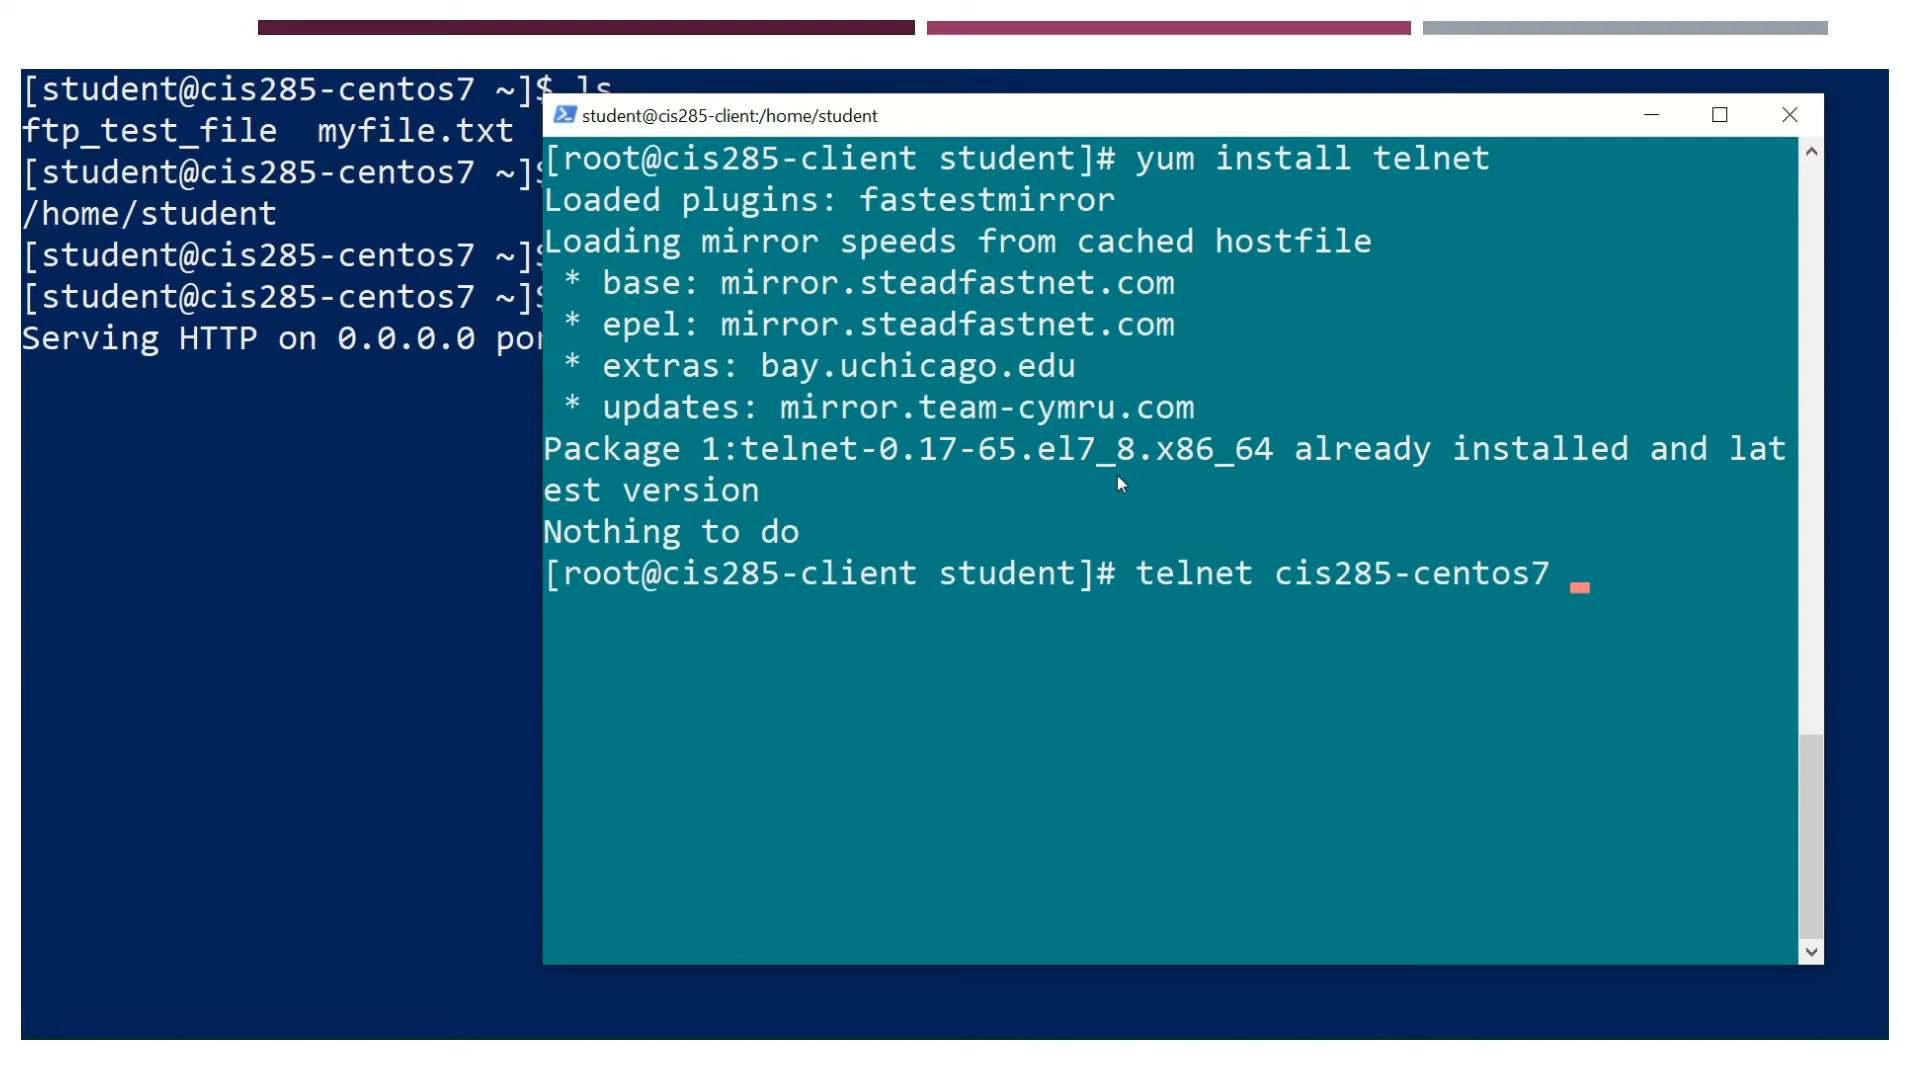 [student@cis285-centos7 ~]$ ls
ftp_test_file  myfile.txt
[student@cis285-centos7 ~]$
/home/student
[student@cis285-centos7 ~]$
[student@cis285-centos7 ~]$
Serving HTTP on 0.0.0.0
student@cis285-client:/home/student
[root@cis285-client student]# yum install telnet
Loaded plugins: fastestmirror
Loading mirror speeds from cached hostfile
 * base: mirror.steadfastnet.com
 * epel: mirror.steadfastnet.com
 * extras: bay.uchicago.edu
 * updates: mirror.team-cymru.com
Package 1:telnet-0.17-65.el7_8.x86_64 already installed and lat
est version
Nothing to do
[root@cis285-client student]# telnet cis285-centos7